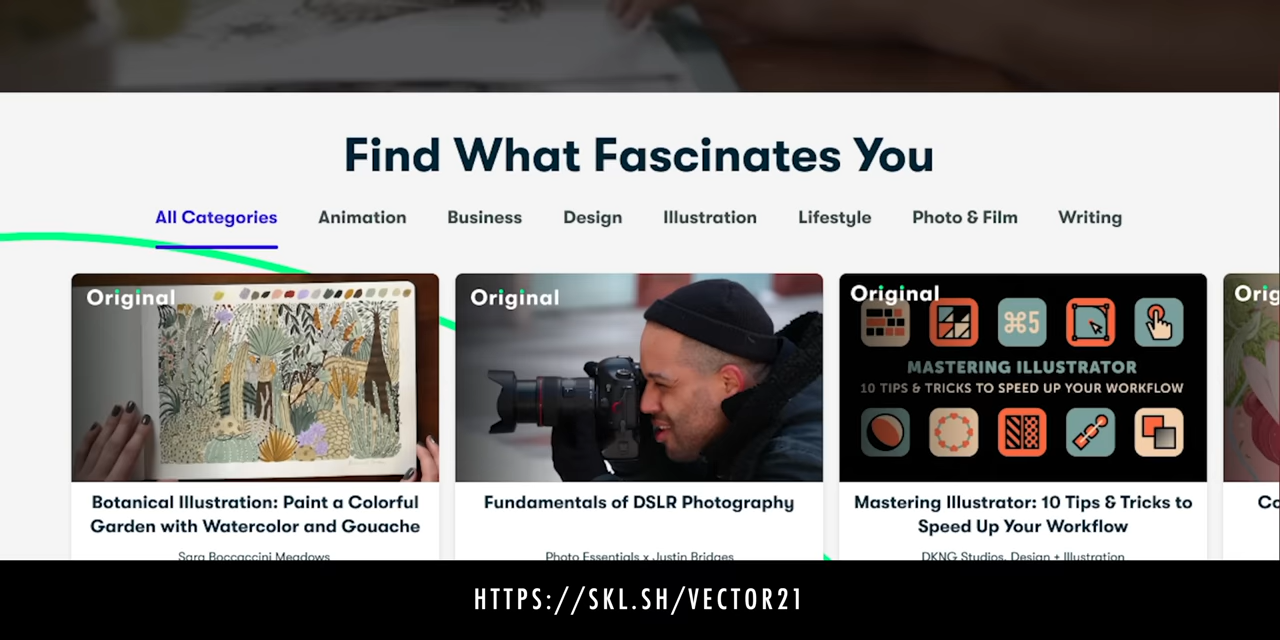 Find What Fascinates You
All Categories Animation Business Design Illustration Lifestyle Photo & Film Writing
Original Original Original
⌘5
MASTERING ILLUSTRATOR
10 TIPS & TRICKS TO SPEED UP YOUR WORKFLOW
Botanical Illustration: Paint a Colorful
Garden with Watercolor and Gouache
Sara Boccaccini Meadows
Fundamentals of DSLR Photography
Photo Essentials x Justin Bridges
Mastering Illustrator: 10 Tips & Tricks to
Speed Up Your Workflow
DKNG Studios, Design + Illustration
HTTPS://SKL.SH/VECTOR21